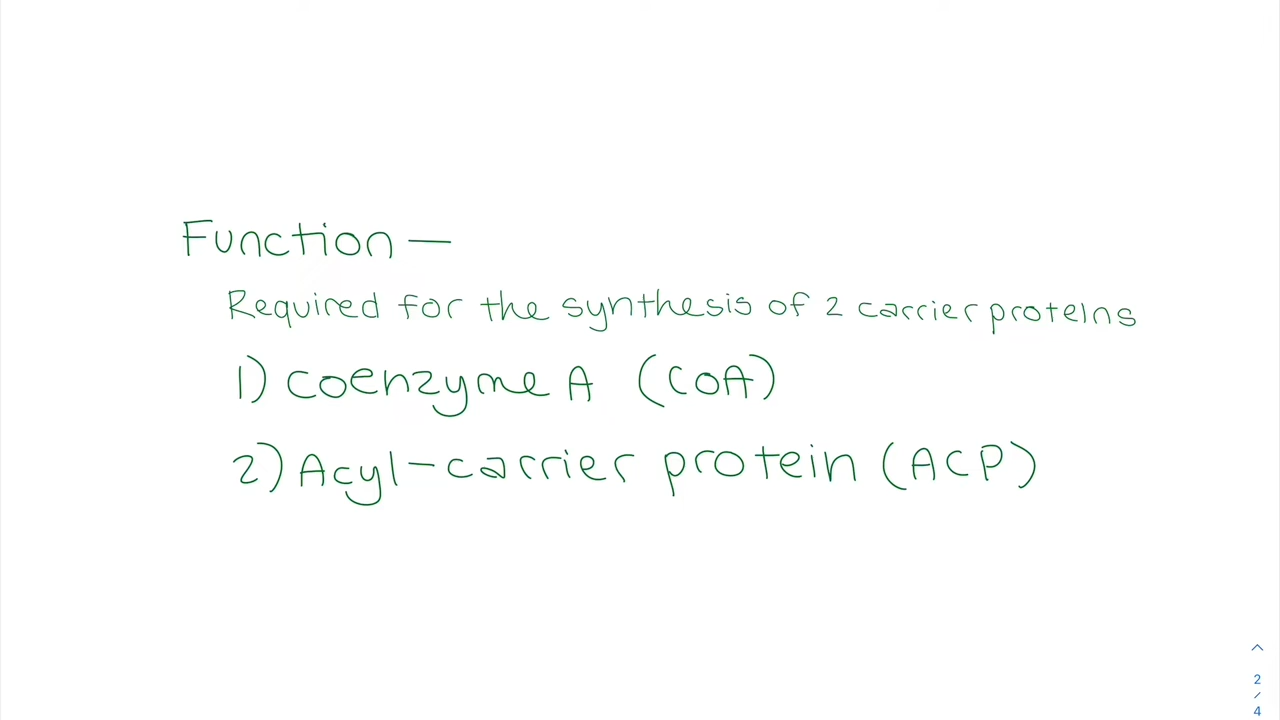 Function —
Required for the synthesis of 2 carrier proteins
1) Coenzyme A (COA)
2) Acyl-carrier protein (ACP)
2
/
4